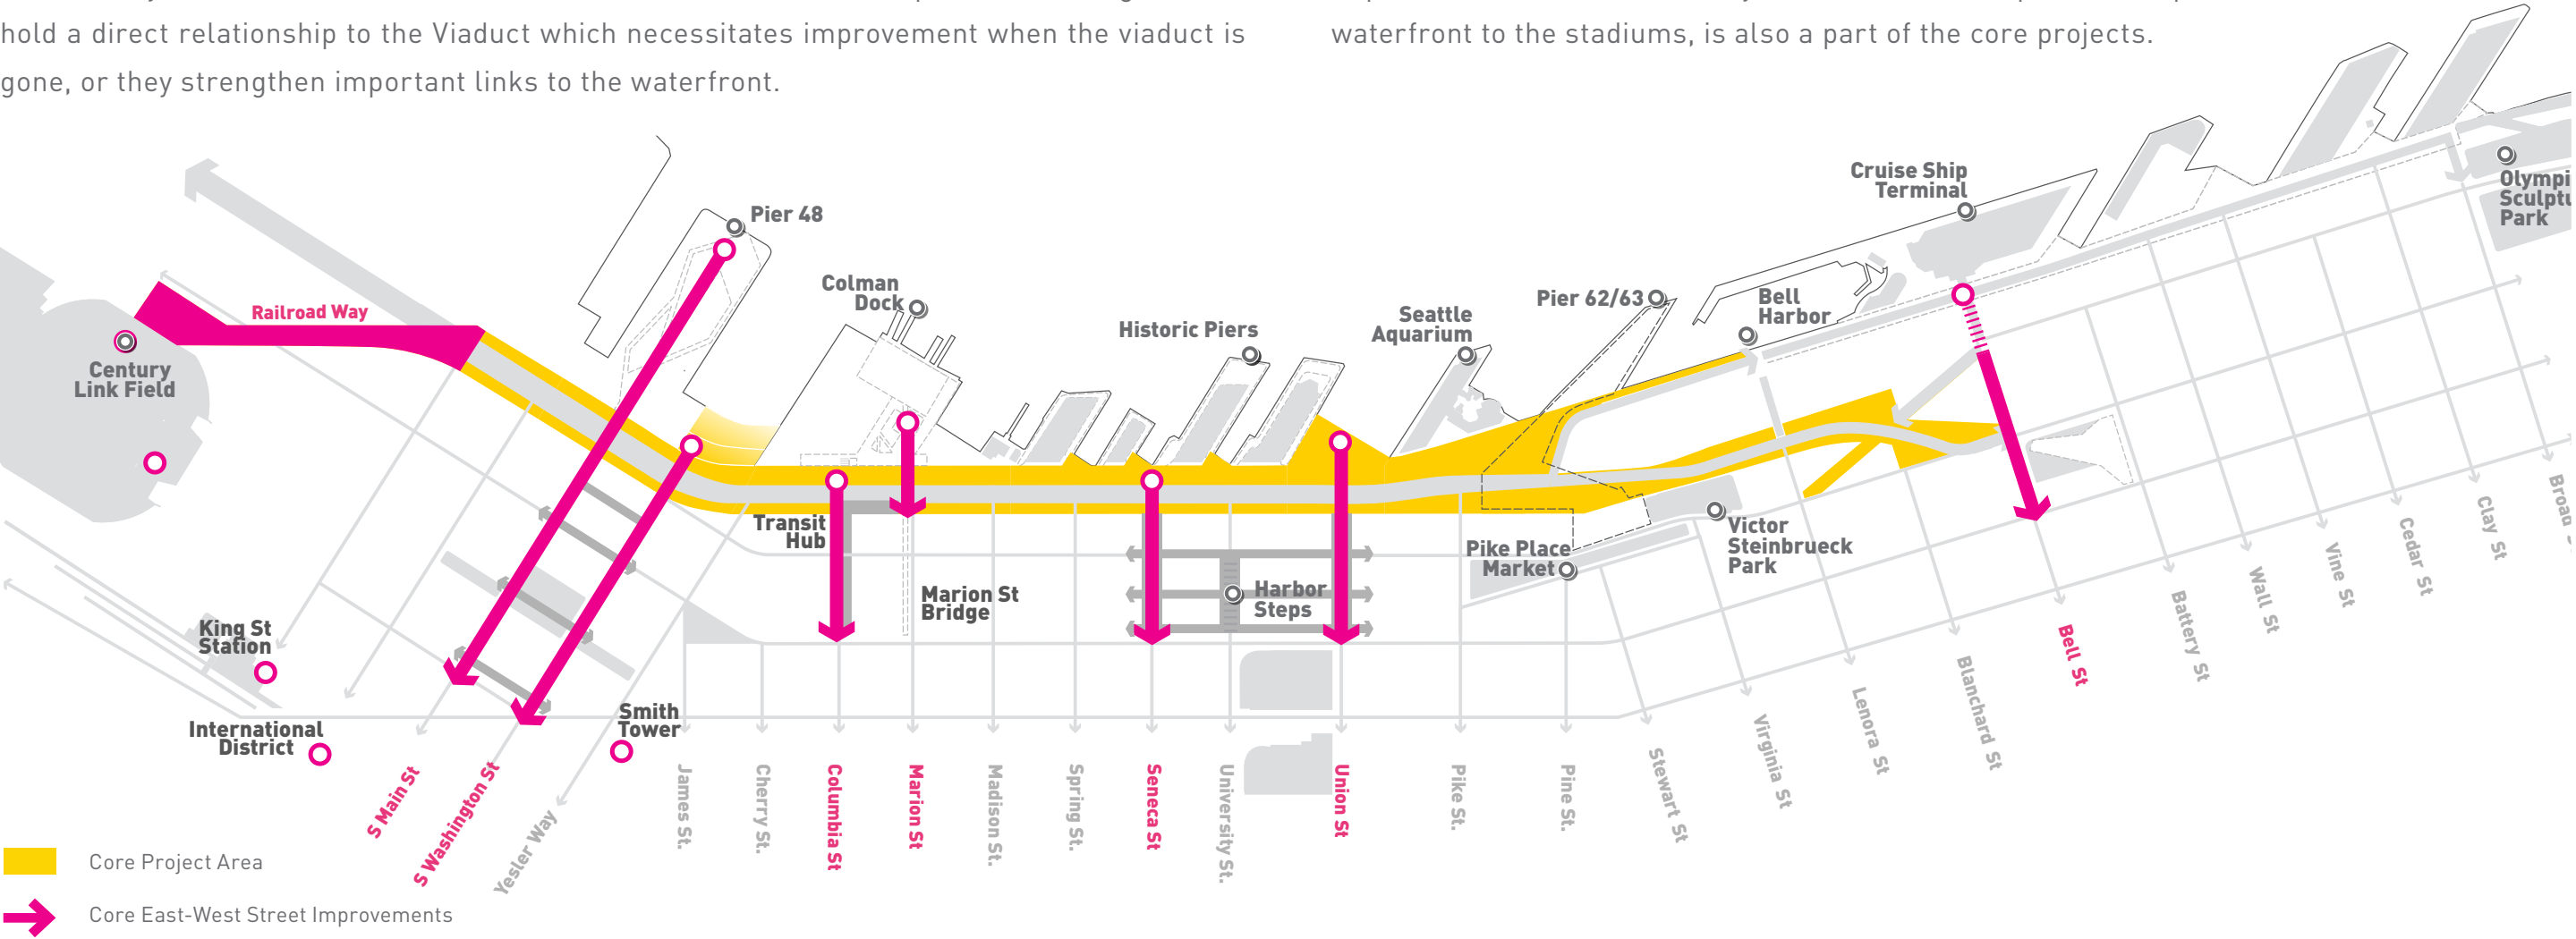 hold a direct relationship to the Viaduct which necessitates improvement when the viaduct is
gone, or they strengthen important links to the waterfront.
waterfront to the stadiums, is also a part of the core projects.
Cruise Ship
Terminal
Olympi
Sculptu
Park
Pier 48
Colman
Dock
Pier 62/63
Bell
Harbor
Railroad Way
Historic Piers
Seattle
Aquarium
Century
Link Field
Transit
Hub
Victor
Steinbrueck
Park
Pike Place
Market
Marion St
Bridge
Harbor
Steps
King St
Station
International
District
Smith
Tower
S Main St
S Washington St
Yesler Way
James St.
Cherry St.
Columbia St
Marion St
Madison St.
Spring St.
Seneca St
University St.
Union St
Pike St.
Pine St.
Stewart St
Virginia St
Lenora St
Blanchard St
Bell St
Battery St
Wall St
Vine St
Cedar St
Clay St
Broad
Core Project Area
Core East-West Street Improvements